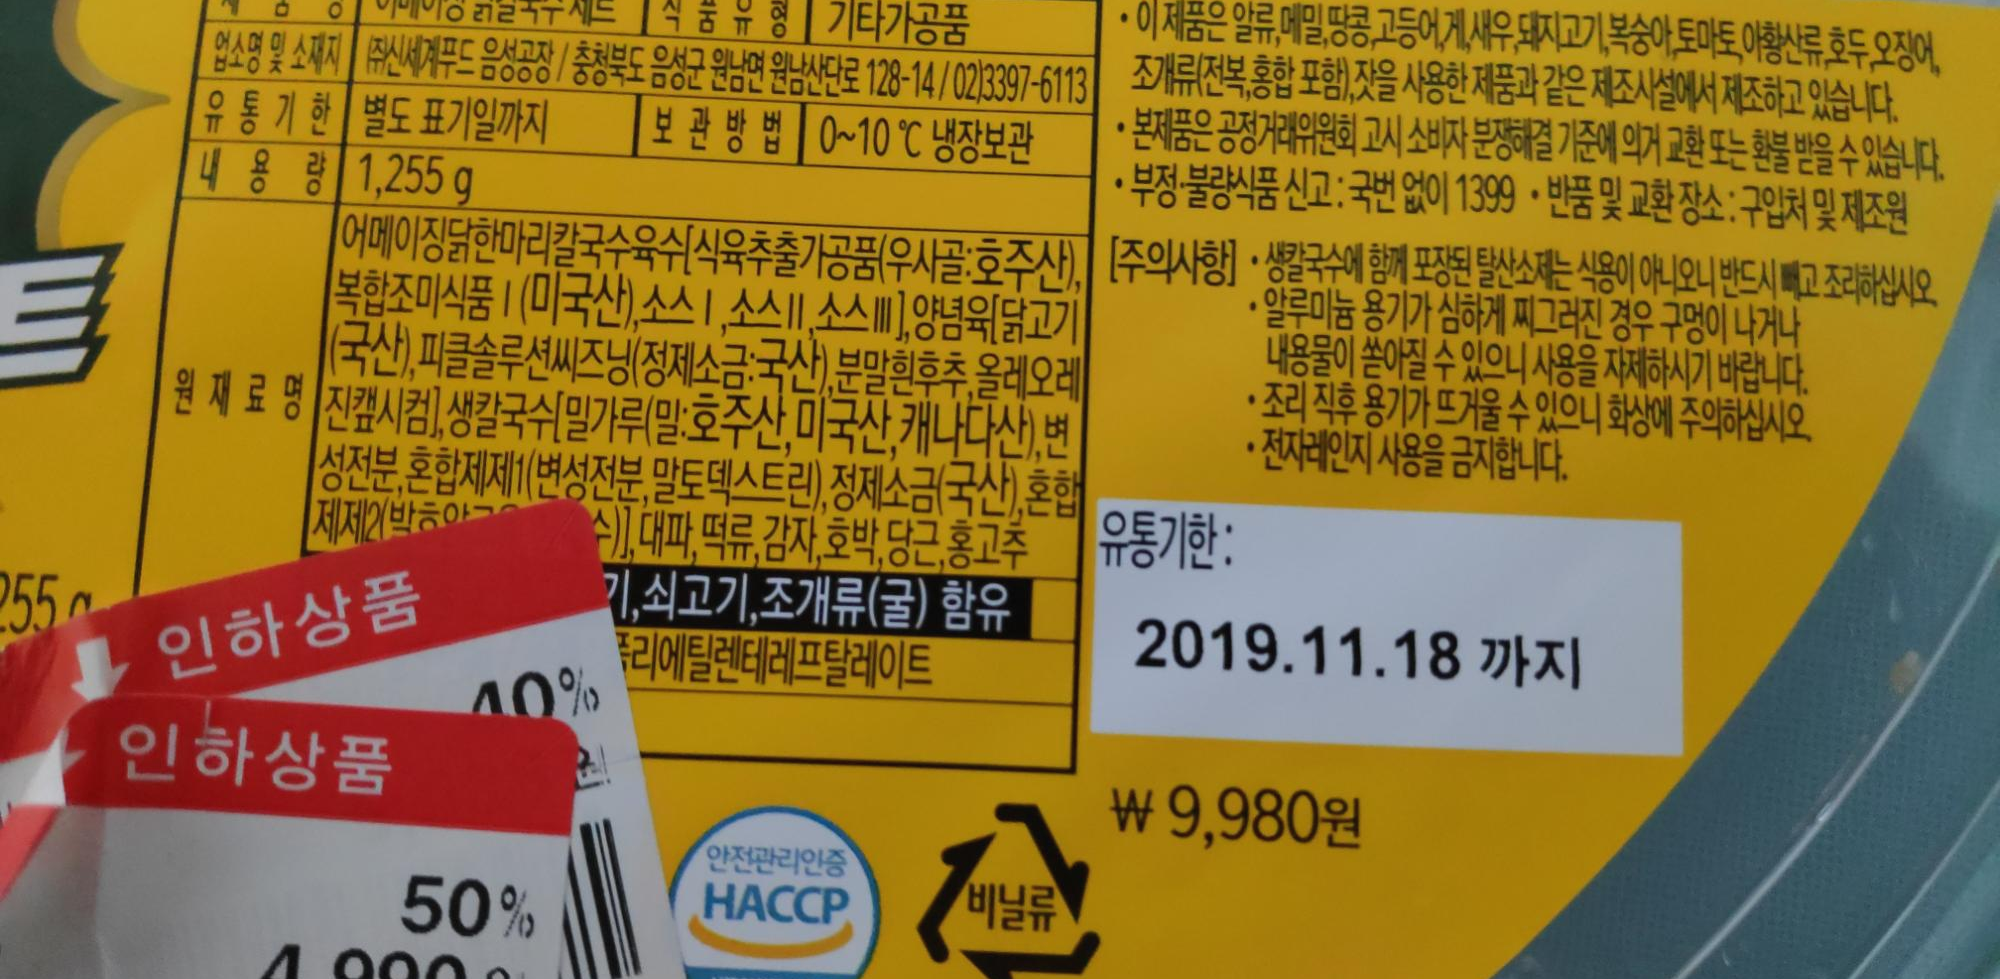 식 품 유 형 기타가공품
업소명 및 소재지 ㈜신세계푸드 음성공장 / 충청북도 음성군 원남면 원남산단로 128-14 / 02)3397-6113
유 통 기 한 별도 표기일까지 보 관 방 법 0~10 ℃ 냉장보관
내 용 량 1,255 g
원 재 료 명
어메이징닭한마리칼국수육수[식육추출가공품(우사골:호주산),
복합조미식품Ⅰ(미국산),소스Ⅰ,소스Ⅱ,소스Ⅲ],양념육[닭고기
(국산),피클솔루션씨즈닝(정제소금:국산),분말흰후추,올레오레
진캪시컴],생칼국수[밀가루(밀:호주산,미국산,캐나다산),변
성전분,혼합제제1(변성전분,말토덱스트린),정제소금(국산),혼합
제제2( 수)],대파,떡류,감자,호박,당근,홍고추
기,쇠고기,조개류(굴) 함유
폴리에틸렌테레프탈레이트
• 이 제품은 알류,메밀,땅콩,고등어,게,새우,돼지고기,복숭아,토마토,아황산류,호두,오징어,
조개류(전복,홍합 포함),잣을 사용한 제품과 같은 제조시설에서 제조하고 있습니다.
• 본제품은 공정거래위원회 고시 소비자 분쟁해결 기준에 의거 교환 또는 환불 받을 수 있습니다.
• 부정·불량식품 신고 : 국번 없이 1399 • 반품 및 교환 장소 : 구입처 및 제조원
[주의사항] • 생칼국수에 함께 포장된 탈산소제는 식용이 아니오니 반드시 빼고 조리하십시오.
• 알루미늄 용기가 심하게 찌그러진 경우 구멍이 나거나
내용물이 쏟아질 수 있으니 사용을 자제하시기 바랍니다.
• 조리 직후 용기가 뜨거울 수 있으니 화상에 주의하십시오.
• 전자레인지 사용을 금지합니다.
유통기한 :
2019.11.18 까지
₩ 9,980원
255 g
인하상품
40%
인하상품
50%
4,990
안전관리인증
HACCP
비닐류